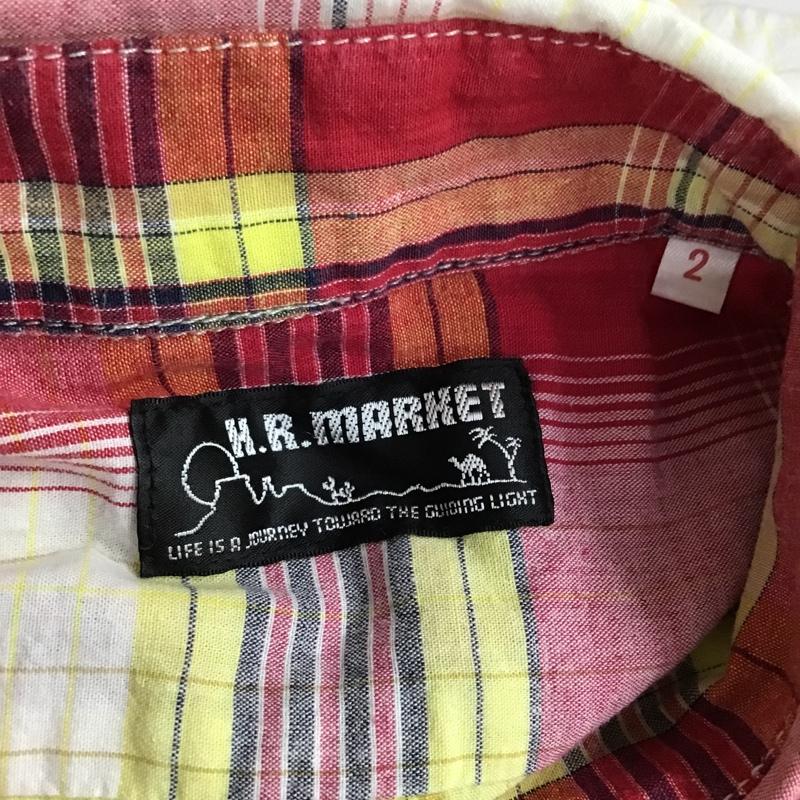 2
H.R.MARKET
LIFE IS A JOURNEY TOWARD THE GUIDING LIGHT